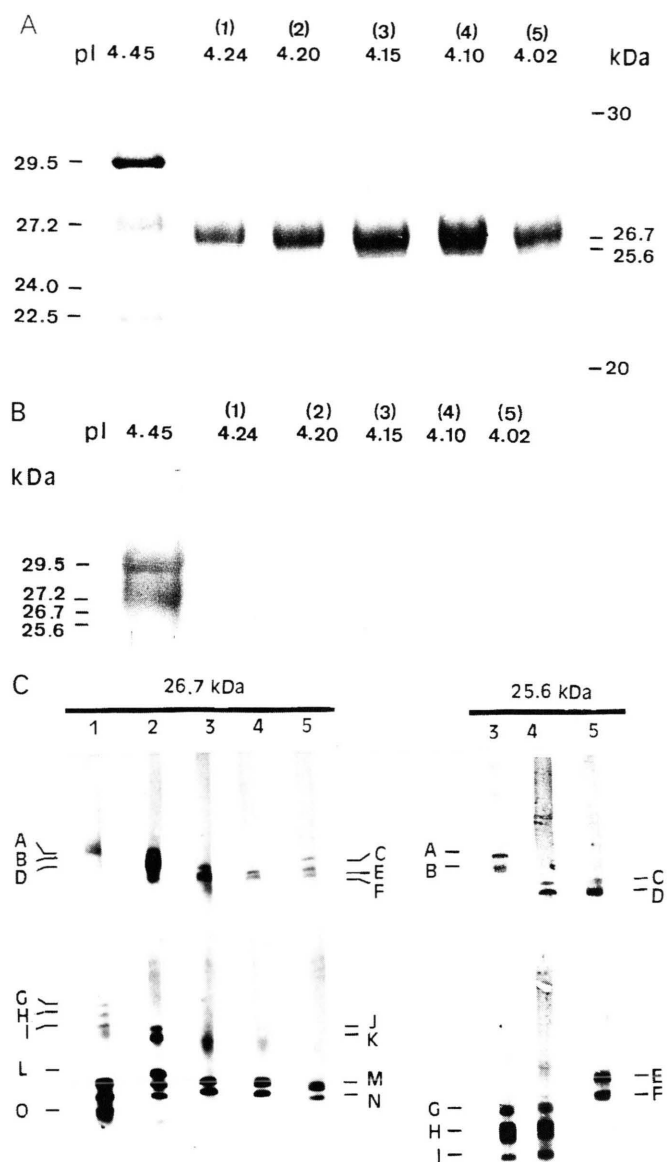 A
(1) (2) (3) (4) (5)
pI 4.45 4.24 4.20 4.15 4.10 4.02 kDa
–30
29.5 –
27.2 –
– 26.7
– 25.6
24.0 –
22.5 –
–20
B
(1) (2) (3) (4) (5)
pI 4.45 4.24 4.20 4.15 4.10 4.02
kDa
29.5 –
27.2 –
26.7 –
25.6 –
C
26.7 kDa
1 2 3 4 5
A
B
D
C
E
F
G
H
I
J
K
L
M
N
O
25.6 kDa
3 4 5
A
B
C
D
E
F
G
H
I